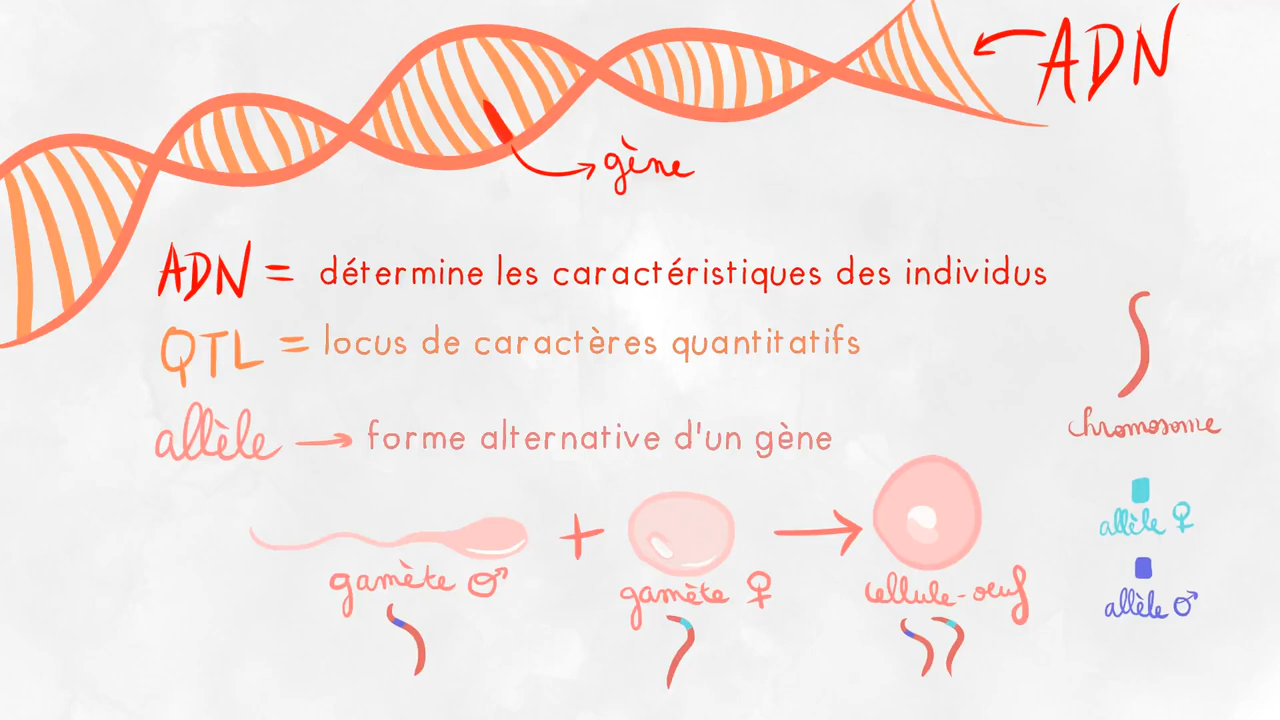 ADN
gène
ADN = détermine les caractéristiques des individus
QTL = locus de caractères quantitatifs
allèle → forme alternative d'un gène
chromosome
gamète ♂ + gamète ♀ → cellule-oeuf
allèle ♀
allèle ♂